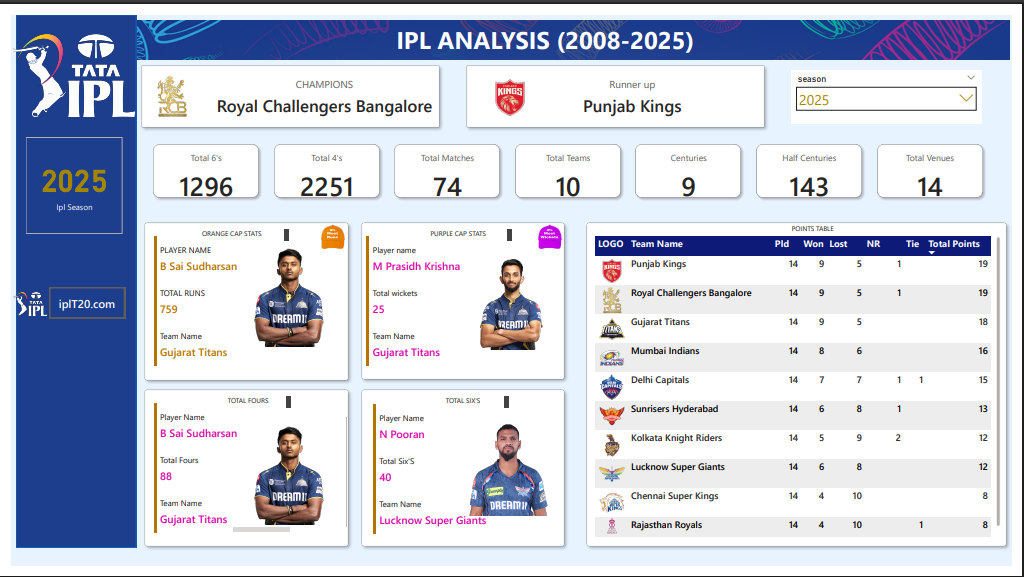 IPL ANALYSIS (2008-2025)
TATA
IPL
2025
Ipl Season
TATA
IPL
iplT20.com
RCB
CHAMPIONS
Royal Challengers Bangalore
KINGS
Runner up
Punjab Kings
season
2025
Total 6's
1296
Total 4's
2251
Total Matches
74
Total Teams
10
Centuries
9
Half Centuries
143
Total Venues
14
ORANGE CAP STATS
PLAYER NAME
B Sai Sudharsan
TOTAL RUNS
759
Team Name
Gujarat Titans
DREAM11
PURPLE CAP STATS
Player name
M Prasidh Krishna
Total wickets
25
Team Name
Gujarat Titans
DREAM11
TOTAL FOURS
Player Name
B Sai Sudharsan
Total Fours
88
Team Name
Gujarat Titans
DREAM11
TOTAL SIX'S
Player Name
N Pooran
Total Six'S
40
Team Name
Lucknow Super Giants
DREAM11
POINTS TABLE
LOGO Team Name Pld Won Lost NR Tie Total Points
Punjab Kings 14 9 5 1 19
Royal Challengers Bangalore 14 9 5 1 19
Gujarat Titans 14 9 5 18
Mumbai Indians 14 8 6 16
Delhi Capitals 14 7 7 1 1 15
Sunrisers Hyderabad 14 6 8 1 13
Kolkata Knight Riders 14 5 9 2 12
Lucknow Super Giants 14 6 8 12
Chennai Super Kings 14 4 10 8
Rajasthan Royals 14 4 10 1 8